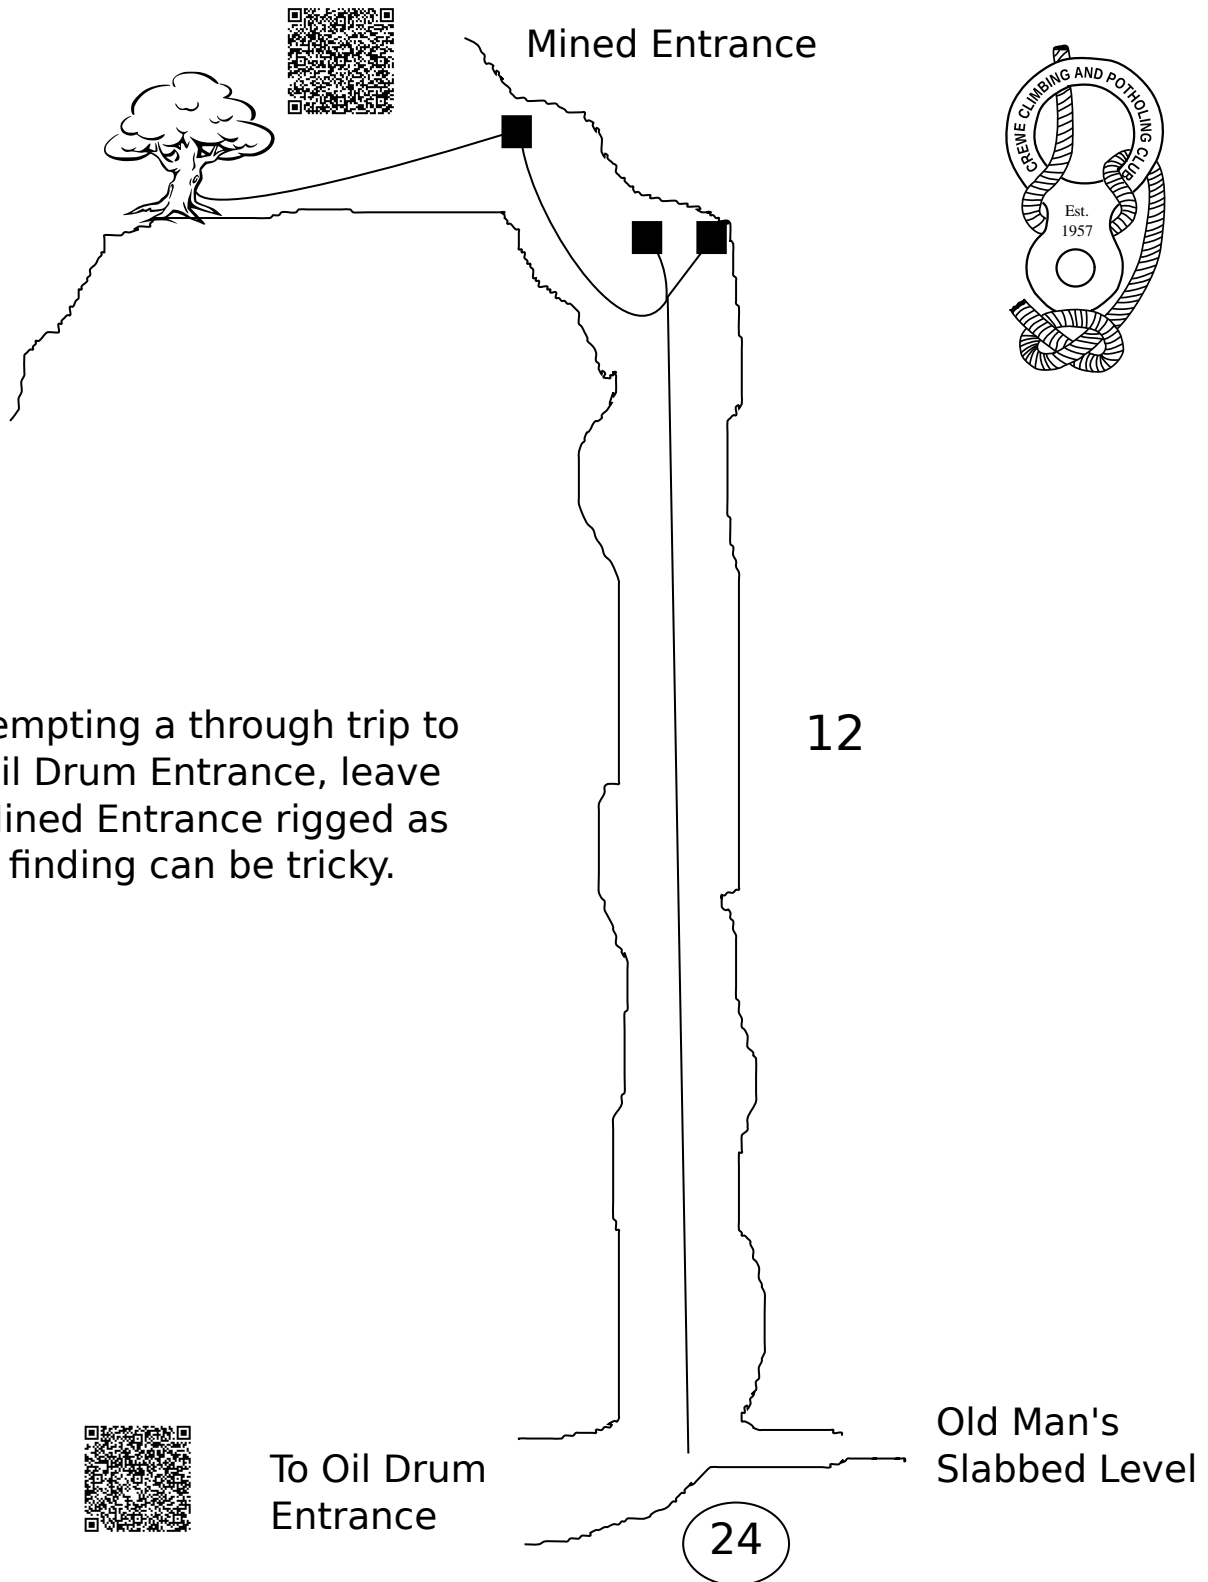 Mined Entrance
CREWE CLIMBING AND POTHOLING CLUB
Est.
1957
empting a through trip to
il Drum Entrance, leave
ined Entrance rigged as
finding can be tricky.
12
Old Man's
Slabbed Level
To Oil Drum
Entrance
24